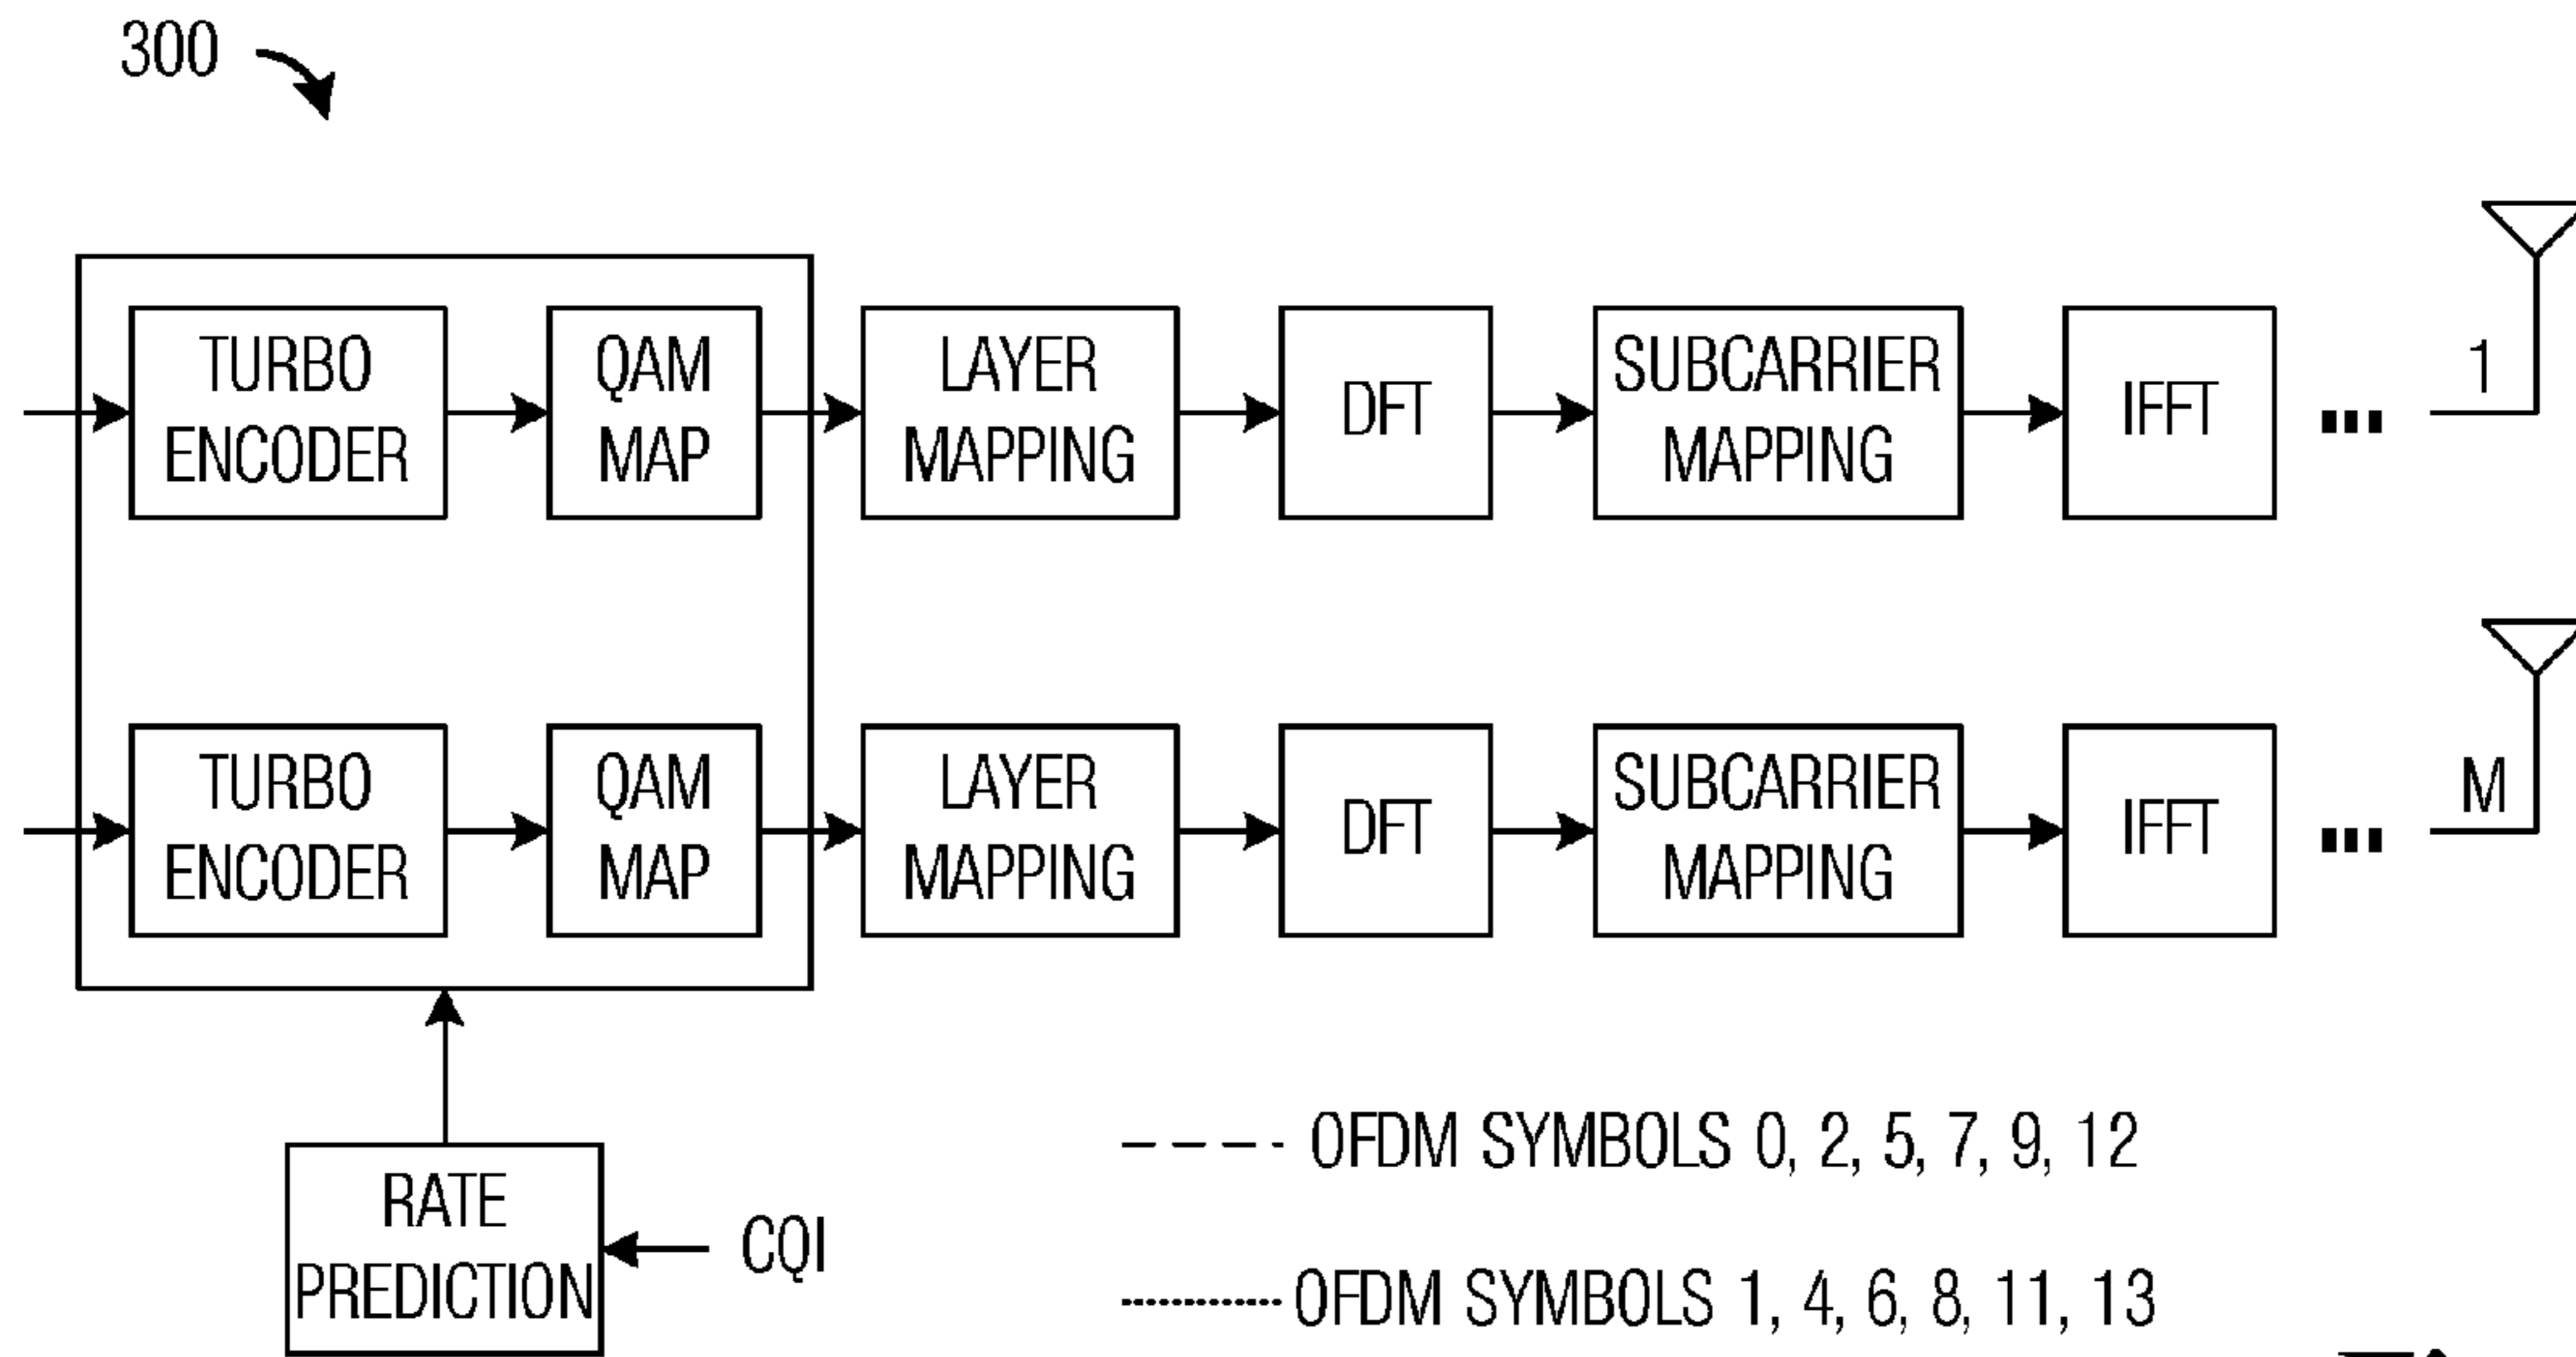 300
TURBO
ENCODER
QAM
MAP
LAYER
MAPPING
DFT
SUBCARRIER
MAPPING
IFFT
1
TURBO
ENCODER
QAM
MAP
LAYER
MAPPING
DFT
SUBCARRIER
MAPPING
IFFT
M
RATE
PREDICTION
CQI
OFDM SYMBOLS 0, 2, 5, 7, 9, 12
OFDM SYMBOLS 1, 4, 6, 8, 11, 13